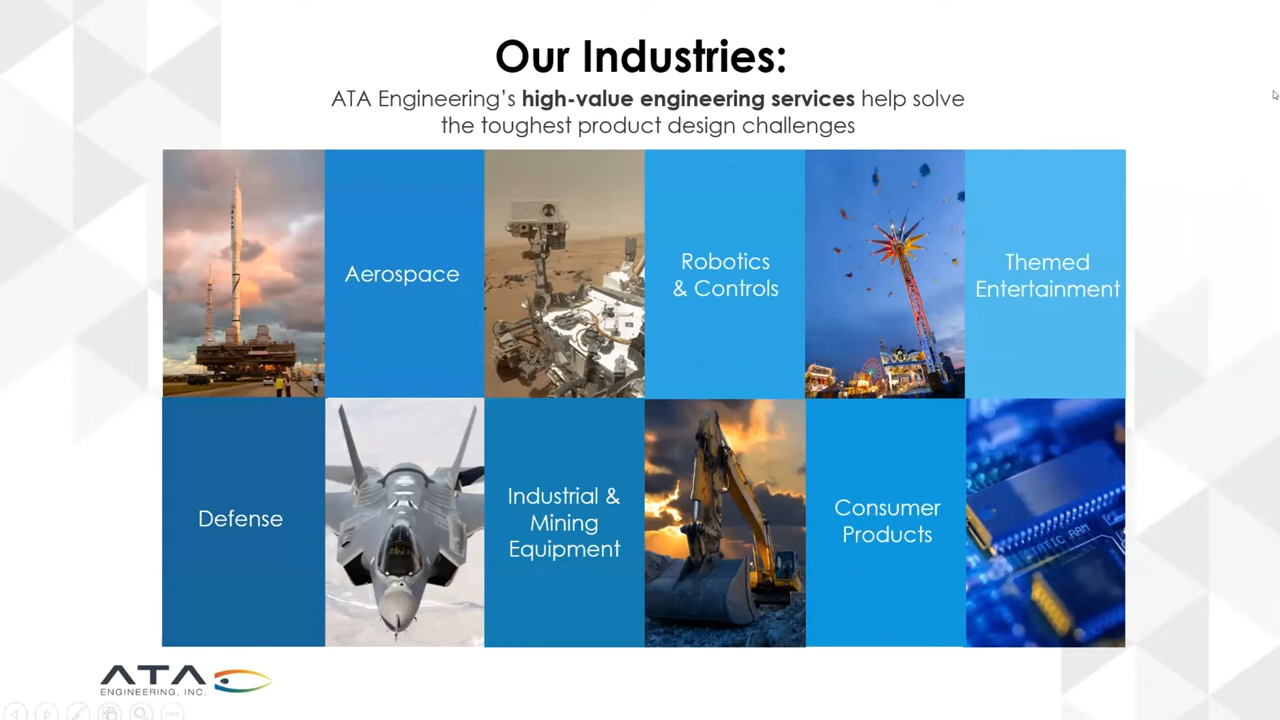 Our Industries:
ATA Engineering's high-value engineering services help solve
the toughest product design challenges
Aerospace
Robotics
& Controls
Themed
Entertainment
Defense
Industrial &
Mining
Equipment
Consumer
Products
STATIC RAM
ATA
ENGINEERING, INC.